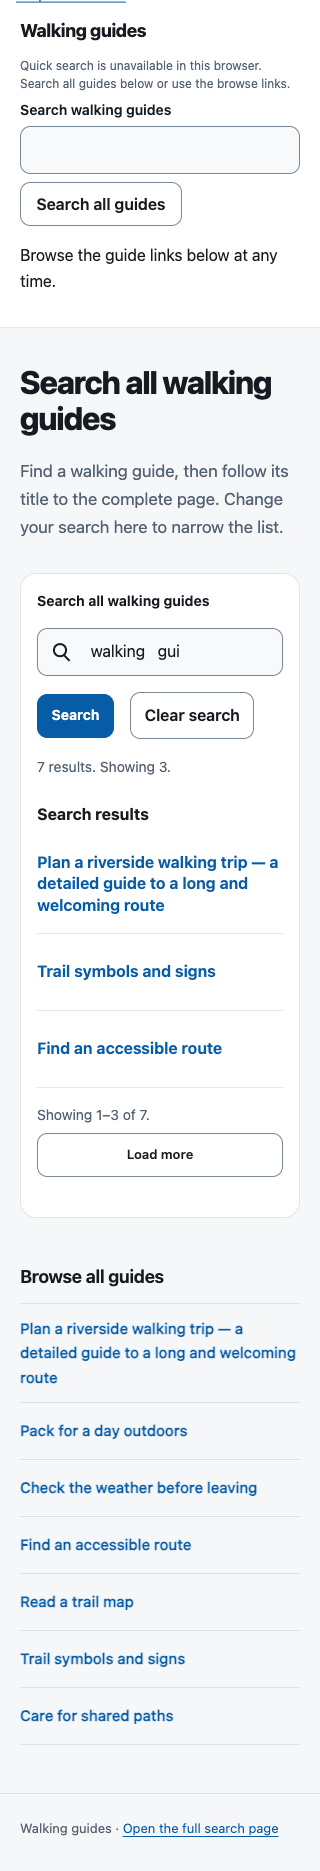 Walking guides
Quick search is unavailable in this browser.
Search all guides below or use the browse links.
Search walking guides
Search all guides
Browse the guide links below at any
time.
Search all walking
guides
Find a walking guide, then follow its
title to the complete page. Change
your search here to narrow the list.
Search all walking guides
walking   gui
Search
Clear search
7 results. Showing 3.
Search results
Plan a riverside walking trip — a
detailed guide to a long and
welcoming route
Trail symbols and signs
Find an accessible route
Showing 1–3 of 7.
Load more
Browse all guides
Plan a riverside walking trip — a
detailed guide to a long and welcoming
route
Pack for a day outdoors
Check the weather before leaving
Find an accessible route
Read a trail map
Trail symbols and signs
Care for shared paths
Walking guides · Open the full search page